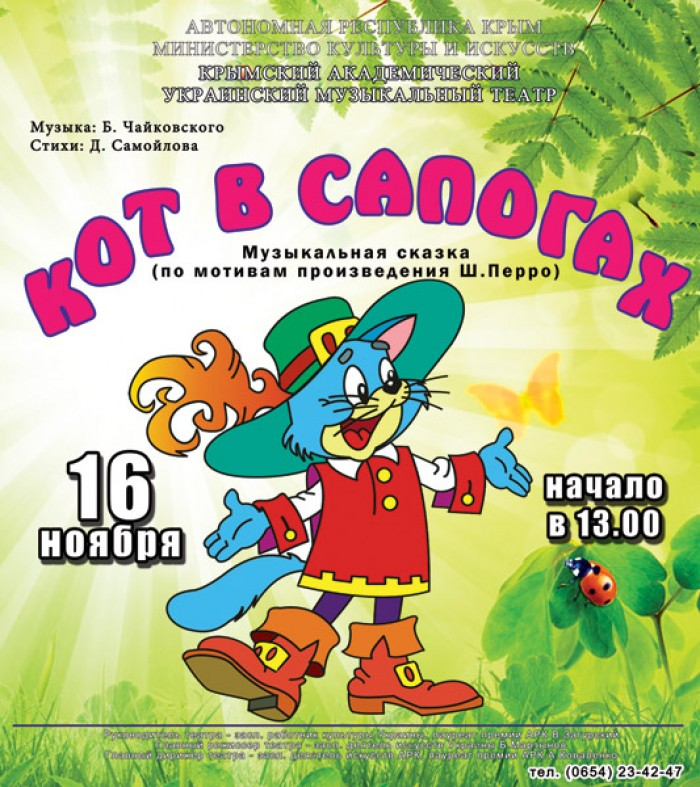 АВТОНОМНАЯ РЕСПУБЛИКА КРЫМ
МИНИСТЕРСТВО КУЛЬТУРЫ И ИСКУССТВ
КРЫМСКИЙ АКАДЕМИЧЕСКИЙ
УКРАИНСКИЙ МУЗЫКАЛЬНЫЙ ТЕАТР
Музыка: Б. Чайковского
Стихи: Д. Самойлова
КОТ В САПОГАХ
Музыкальная сказка
(по мотивам произведения Ш.Перро)
16
ноября
начало
в 13.00
Руководитель театра - засл. работник культуры Украины, лауреат премии АРК В.Загурский
Главный режиссер театра - засл. деятель искусств Украины
Главный дирижер театра - засл. деятель искусств АРК, лауреат премии АРК А.Коваленко
тел. (0654) 23-42-47